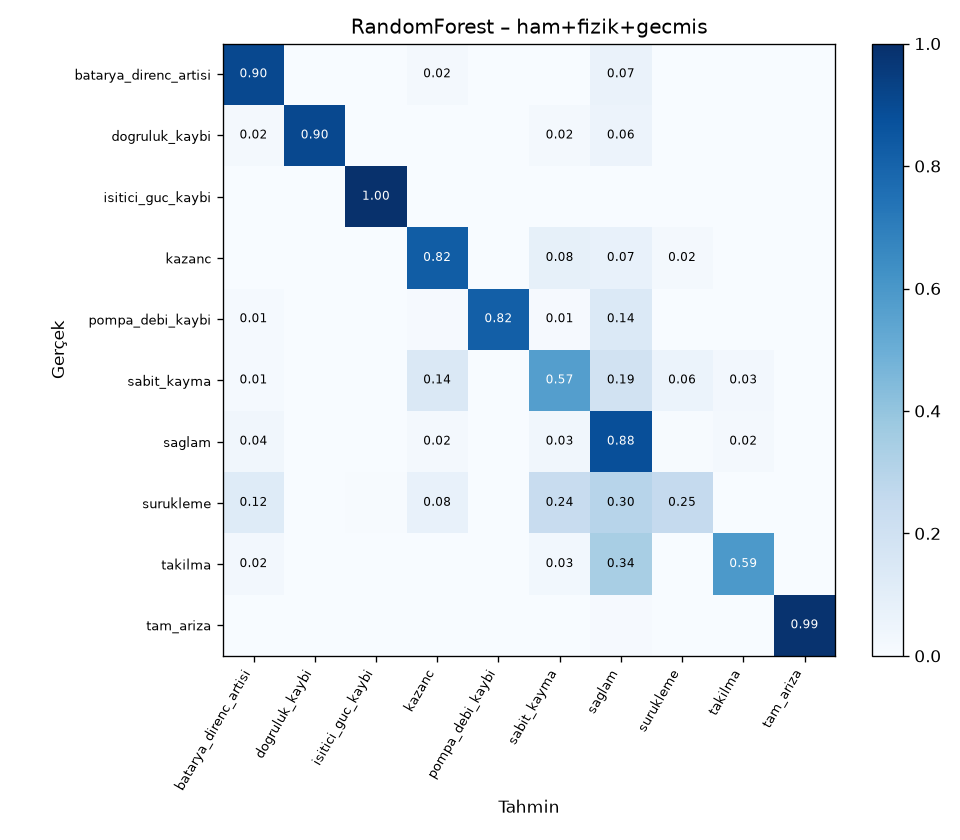 RandomForest – ham+fizik+gecmis
batarya_direnc_artisi 0.90 0.02 0.07
dogruluk_kaybi 0.02 0.90 0.02 0.06
isitici_guc_kaybi 1.00
kazanc 0.82 0.08 0.07 0.02
pompa_debi_kaybi 0.01 0.82 0.01 0.14
sabit_kayma 0.01 0.14 0.57 0.19 0.06 0.03
saglam 0.04 0.02 0.03 0.88 0.02
surukleme 0.12 0.08 0.24 0.30 0.25
takilma 0.02 0.03 0.34 0.59
tam_ariza 0.99
Gerçek
batarya_direnc_artisi
dogruluk_kaybi
isitici_guc_kaybi
kazanc
pompa_debi_kaybi
sabit_kayma
saglam
surukleme
takilma
tam_ariza
Tahmin
1.0
0.8
0.6
0.4
0.2
0.0